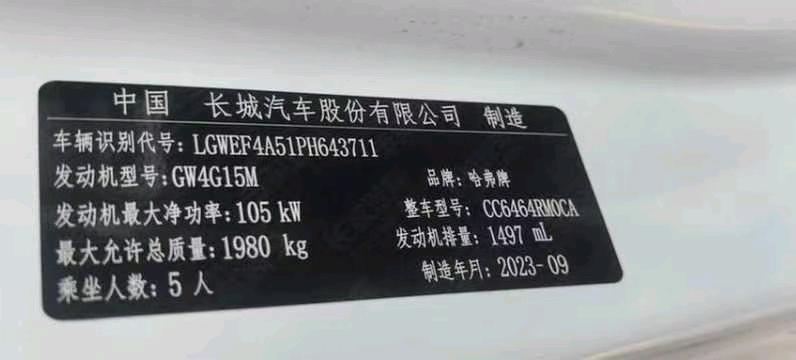 中国 长城汽车股份有限公司 制造
车辆识别代号: LGWEF4A51PH643711
发动机型号: GW4G15M 品牌: 哈弗牌
发动机最大净功率: 105 kW 整车型号: CC6464RM0CA
最大允许总质量: 1980 kg 发动机排量: 1497 mL
乘坐人数: 5 人 制造年月: 2023-09